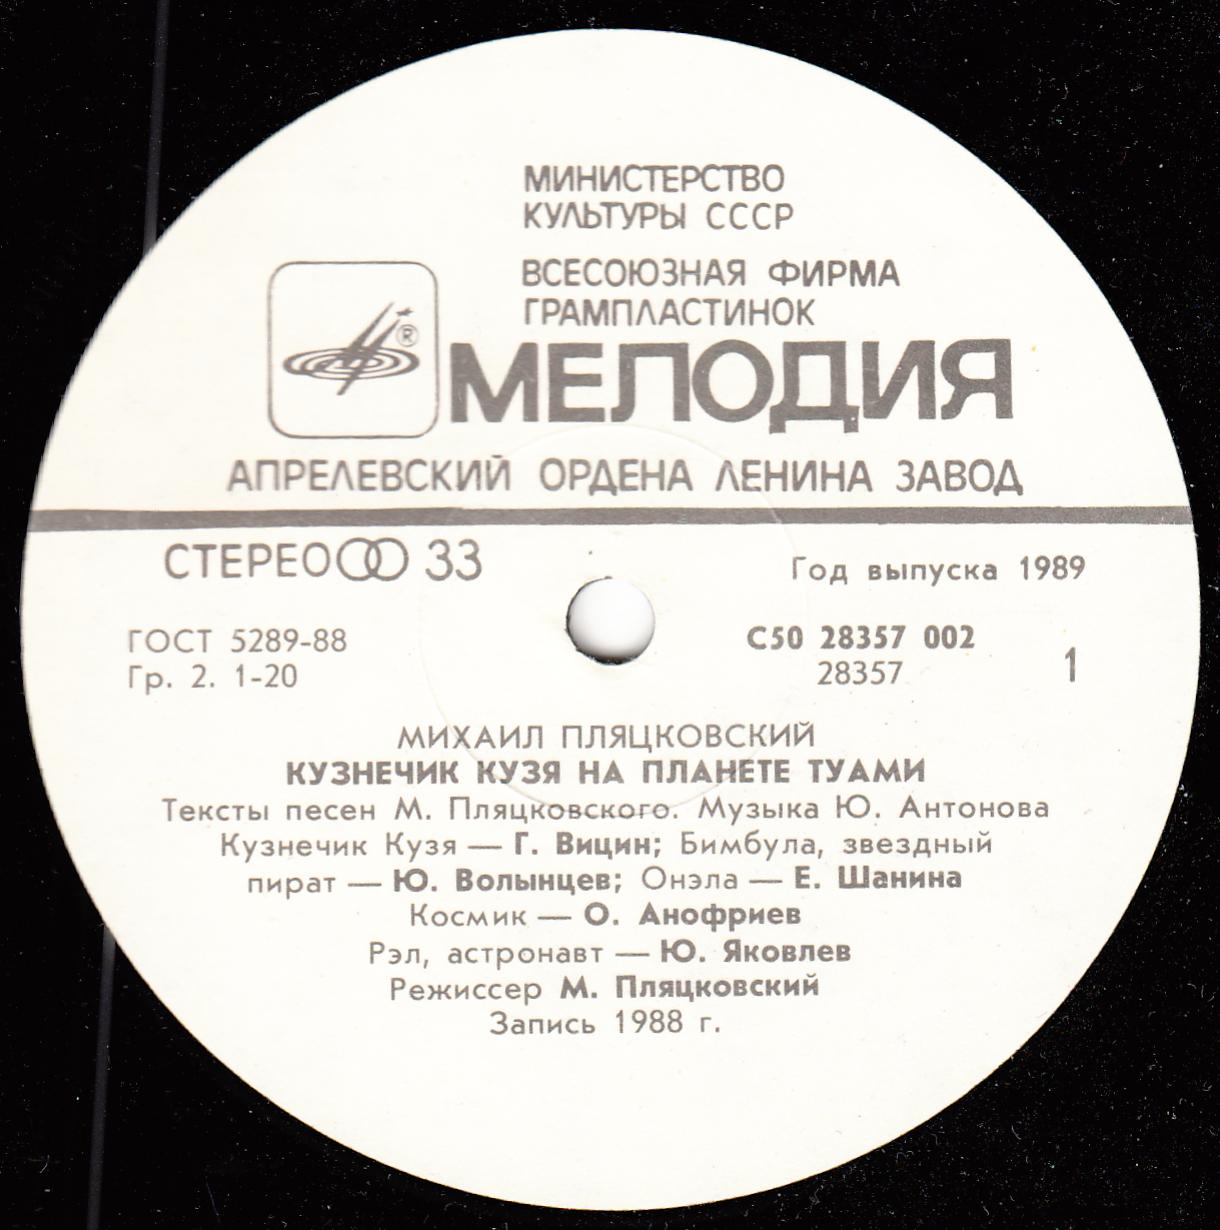 МИНИСТЕРСТВО
КУЛЬТУРЫ СССР
ВСЕСОЮЗНАЯ ФИРМА
ГРАМПЛАСТИНОК
®
МЕЛОДИЯ
АПРЕЛЕВСКИЙ ОРДЕНА ЛЕНИНА ЗАВОД
СТЕРЕО 33
Год выпуска 1989
ГОСТ 5289-88
Гр. 2. 1-20
С50 28357 002
28357
1
МИХАИЛ ПЛЯЦКОВСКИЙ
КУЗНЕЧИК КУЗЯ НА ПЛАНЕТЕ ТУАМИ
Тексты песен М. Пляцковского. Музыка Ю. Антонова
Кузнечик Кузя — Г. Вицин; Бимбула, звездный
пират — Ю. Волынцев; Онэла — Е. Шанина
Космик — О. Анофриев
Рэл, астронавт — Ю. Яковлев
Режиссер М. Пляцковский
Запись 1988 г.